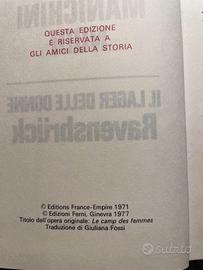 MANICHINI
QUESTA EDIZIONE
È RISERVATA A
GLI AMICI DELLA STORIA
IL LAGER DELLE DONNE
Ravensbrück
© Editions France-Empire 1971
© Edizioni Ferni, Ginevra 1977
Titolo dell'opera originale: Le camp des femmes
Traduzione di Giuliana Fossi
subito